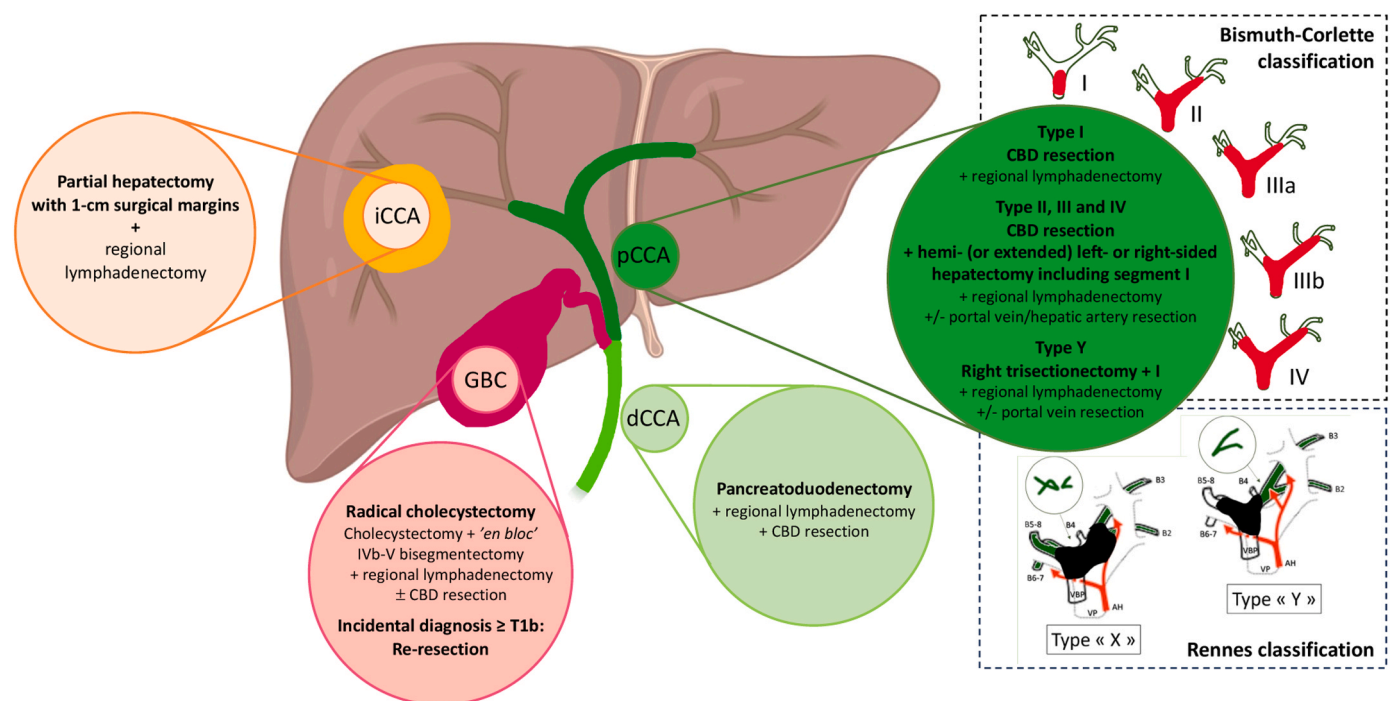 Partial hepatectomy
with 1-cm surgical margins
+
regional
lymphadenectomy
iCCA
pCCA
GBC
dCCA
Radical cholecystectomy
Cholecystectomy + 'en bloc'
IVb-V bisegmentectomy
+ regional lymphadenectomy
± CBD resection
Incidental diagnosis ≥ T1b:
Re-resection
Pancreatoduodenectomy
+ regional lymphadenectomy
+ CBD resection
Type I
CBD resection
+ regional lymphadenectomy
Type II, III and IV
CBD resection
+ hemi- (or extended) left- or right-sided
hepatectomy including segment I
+ regional lymphadenectomy
+/- portal vein/hepatic artery resection
Type Y
Right trisectionectomy + I
+ regional lymphadenectomy
+/- portal vein resection
Bismuth-Corlette
classification
I
II
IIIa
IIIb
IV
B5-8
B4
B3
B2
B6-7
VBP
VP
AH
Type « X »
B5-8
B4
B3
B2
B6-7
VBP
VP
AH
Type « Y »
Rennes classification